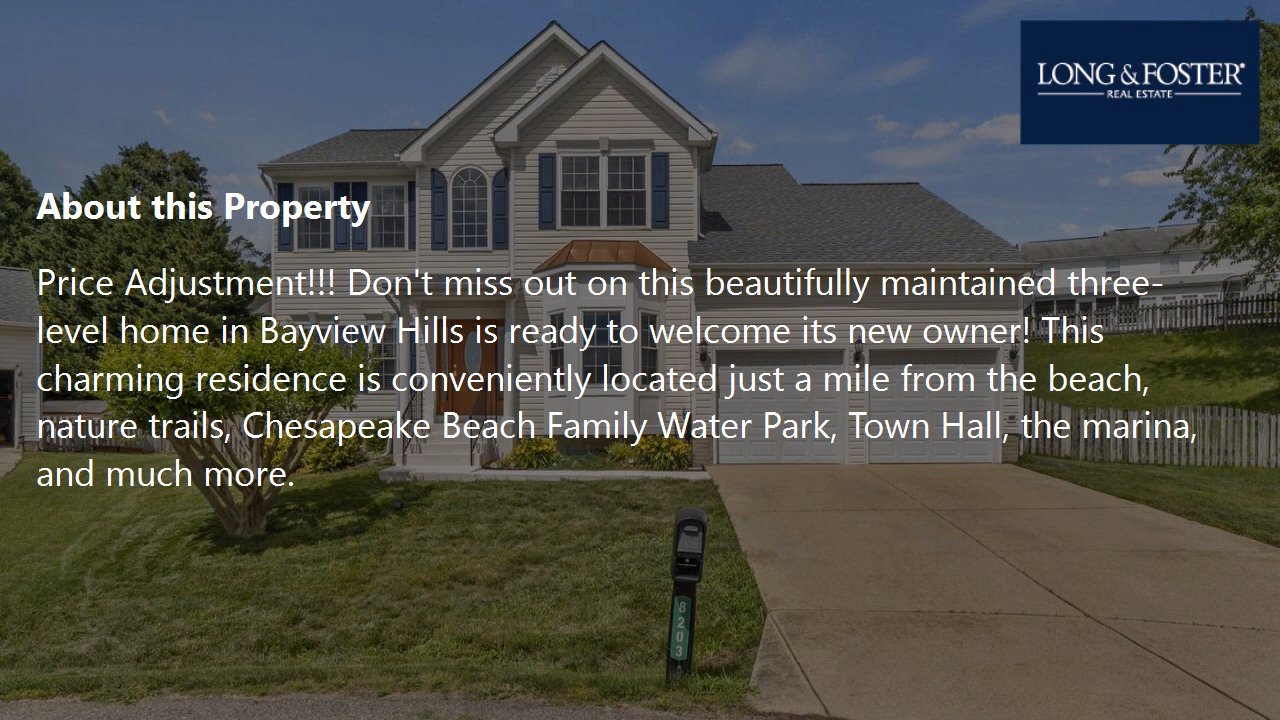 LONG & FOSTER®
REAL ESTATE
About this Property
Price Adjustment!!! Don't miss out on this beautifully maintained three-
level home in Bayview Hills is ready to welcome its new owner! This
charming residence is conveniently located just a mile from the beach,
nature trails, Chesapeake Beach Family Water Park, Town Hall, the marina,
and much more.
8203